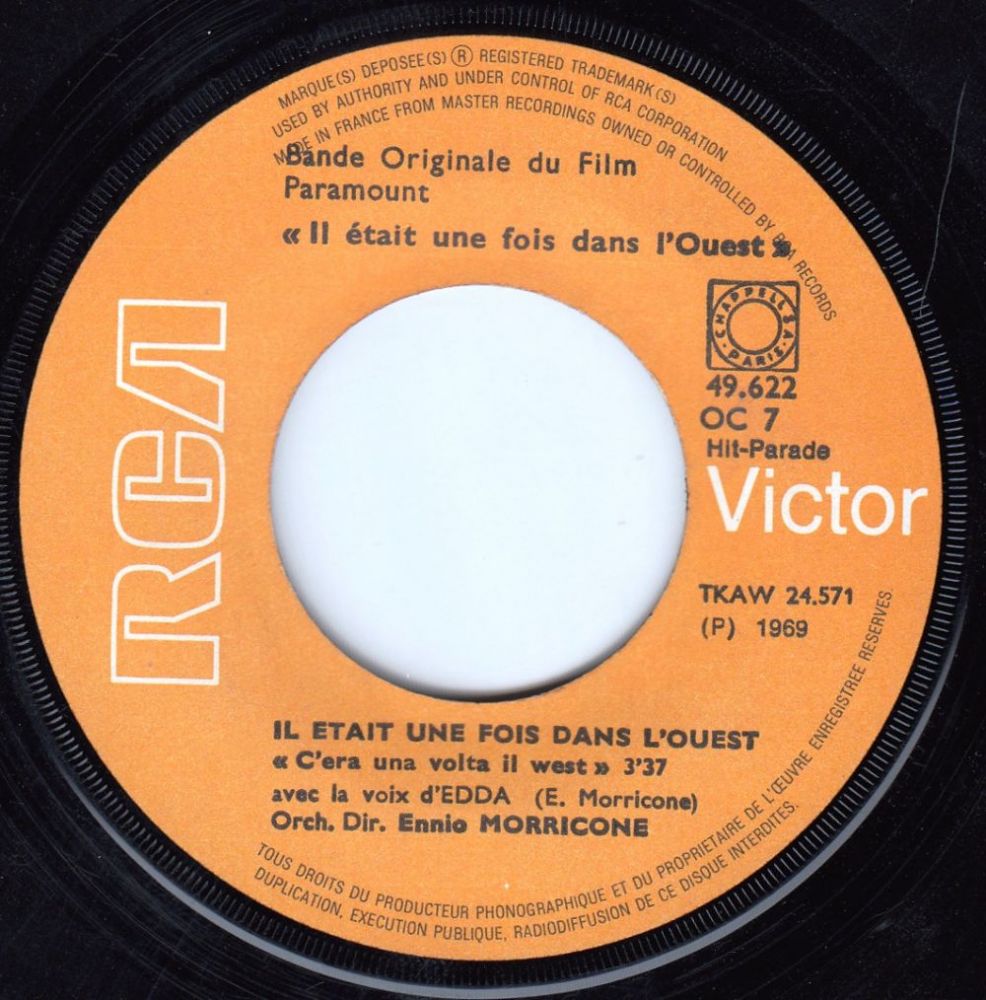 MARQUE(S) DEPOSEE(S) ® REGISTERED TRADEMARK(S)
USED BY AUTHORITY AND UNDER CONTROL OF RCA CORPORATION
MADE IN FRANCE FROM MASTER RECORDINGS OWNED OR CONTROLLED BY RCA RECORDS
Bande Originale du Film
Paramount
« Il était une fois dans l'Ouest »
CHAPPELL S.A. PARIS
49.622
OC 7
Hit-Parade
RCA
Victor
TKAW 24.571
(P) 1969
IL ETAIT UNE FOIS DANS L'OUEST
« C'era una volta il west » 3'37
avec la voix d'EDDA (E. Morricone)
Orch. Dir. Ennio MORRICONE
TOUS DROITS DU PRODUCTEUR PHONOGRAPHIQUE ET DU PROPRIETAIRE DE L'ŒUVRE ENREGISTREE RESERVES.
DUPLICATION, EXECUTION PUBLIQUE, RADIODIFFUSION DE CE DISQUE INTERDITES.